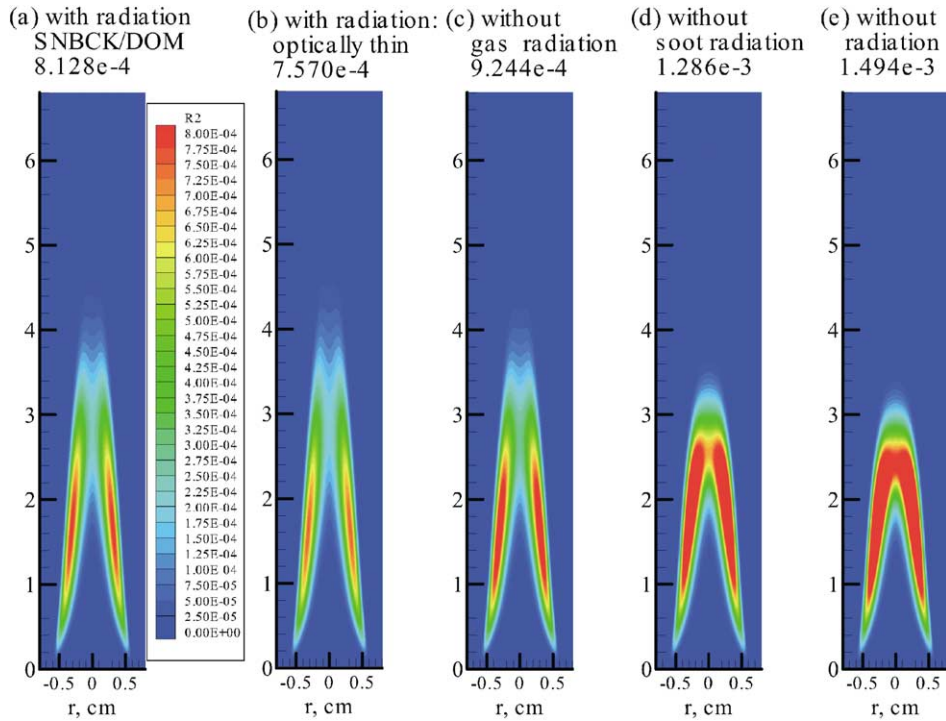 (a) with radiation
SNBCK/DOM
8.128e-4
(b) with radiation:
optically thin
7.570e-4
(c) without
gas radiation
9.244e-4
(d) without
soot radiation
1.286e-3
(e) without
radiation
1.494e-3
R2
8.00E-04
7.75E-04
7.50E-04
7.25E-04
7.00E-04
6.75E-04
6.50E-04
6.25E-04
6.00E-04
5.75E-04
5.50E-04
5.25E-04
5.00E-04
4.75E-04
4.50E-04
4.25E-04
4.00E-04
3.75E-04
3.50E-04
3.25E-04
3.00E-04
2.75E-04
2.50E-04
2.25E-04
2.00E-04
1.75E-04
1.50E-04
1.25E-04
1.00E-04
7.50E-05
5.00E-05
2.50E-05
0.00E+00
6
5
4
3
2
1
0
-0.5 0 0.5
r, cm
6
5
4
3
2
1
0
-0.5 0 0.5
r, cm
6
5
4
3
2
1
0
-0.5 0 0.5
r, cm
6
5
4
3
2
1
0
-0.5 0 0.5
r, cm
6
5
4
3
2
1
0
-0.5 0 0.5
r, cm